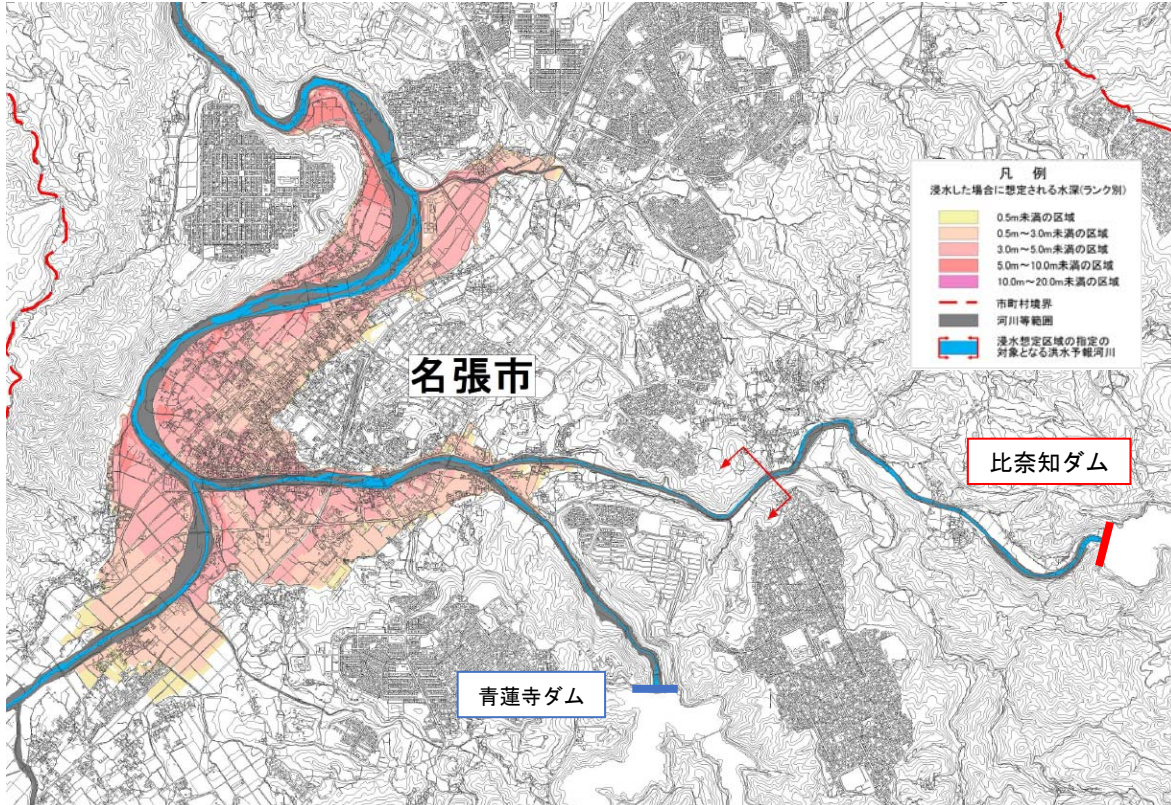 凡　例
浸水した場合に想定される水深(ランク別)
0.5m未満の区域
0.5m～3.0m未満の区域
3.0m～5.0m未満の区域
5.0m～10.0m未満の区域
10.0m～20.0m未満の区域
市町村境界
河川等範囲
浸水想定区域の指定の
対象となる洪水予報河川
名張市
比奈知ダム
青蓮寺ダム